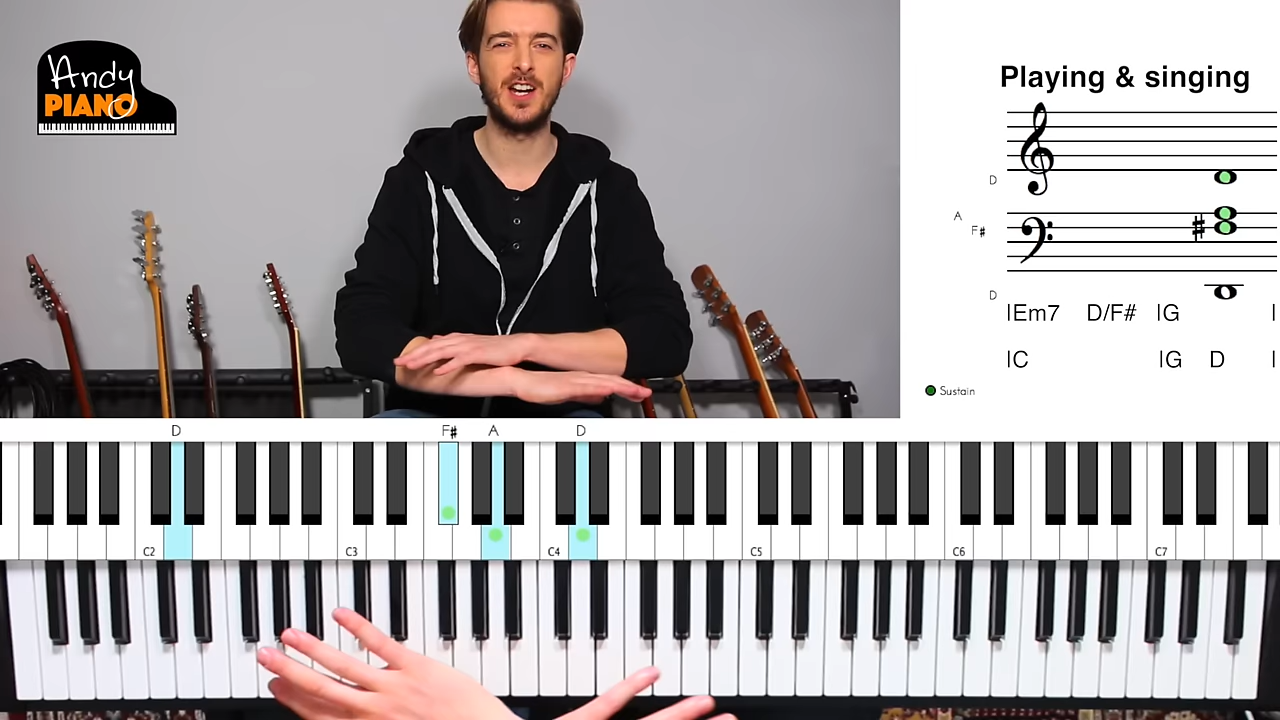 Andy
PIANO
Playing & singing
D
A
F#
D
|Em7 D/F# |G |
|C |G D |
Sustain
D F# A D
C2 C3 C4 C5 C6 C7